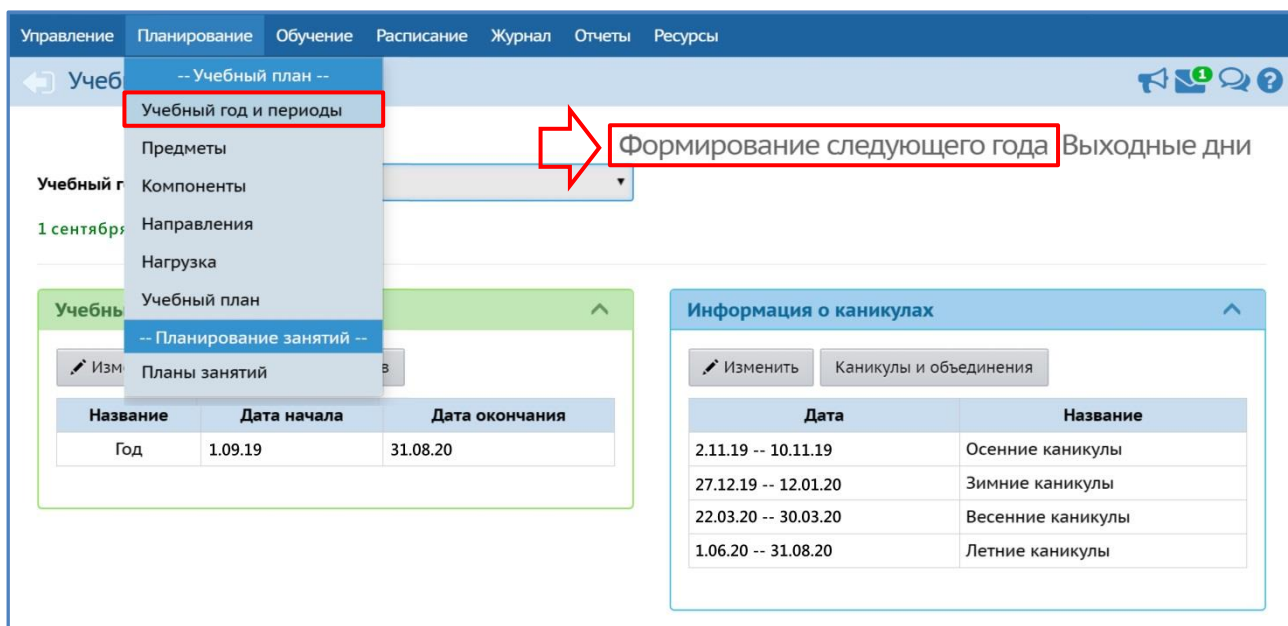 Управление Планирование Обучение Расписание Журнал Отчеты Ресурсы
Учеб
1
-- Учебный план --
Учебный год и периоды
Предметы
Компоненты
Направления
Нагрузка
Учебный план
-- Планирование занятий --
Планы занятий
Формирование следующего года Выходные дни
Учебный г
1 сентября
Учебны
Изм
в
Название Дата начала Дата окончания
Год 1.09.19 31.08.20
Информация о каникулах
Изменить Каникулы и объединения
Дата Название
2.11.19 -- 10.11.19 Осенние каникулы
27.12.19 -- 12.01.20 Зимние каникулы
22.03.20 -- 30.03.20 Весенние каникулы
1.06.20 -- 31.08.20 Летние каникулы